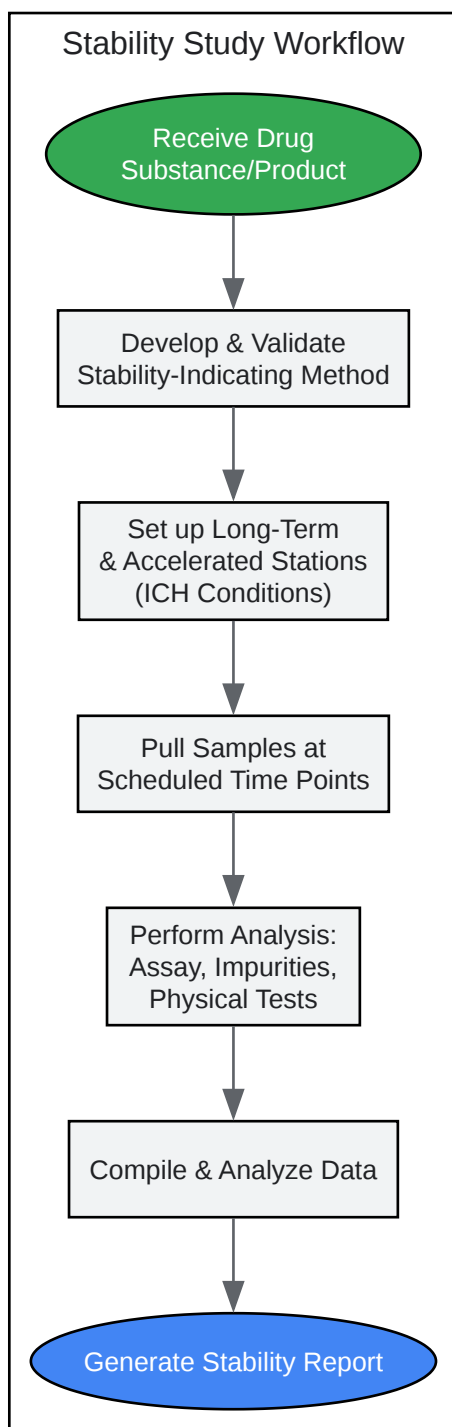 Stability Study Workflow
Receive Drug
Substance/Product
Develop & Validate
Stability-Indicating Method
Set up Long-Term
& Accelerated Stations
(ICH Conditions)
Pull Samples at
Scheduled Time Points
Perform Analysis:
Assay, Impurities,
Physical Tests
Compile & Analyze Data
Generate Stability Report